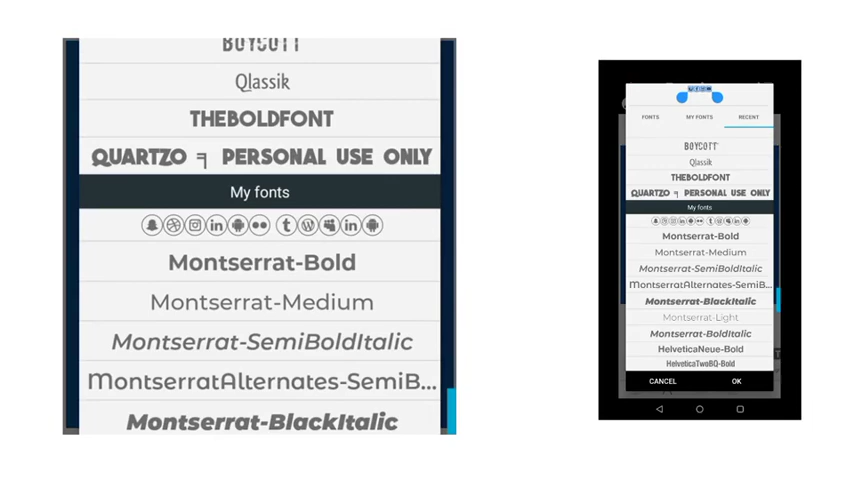 BOYCOTT
Qlassik
THEBOLDFONT
QUARTZO PERSONAL USE ONLY
My fonts
Montserrat-Bold
Montserrat-Medium
Montserrat-SemiBoldItalic
MontserratAlternates-SemiB...
Montserrat-BlackItalic
FONTS
MY FONTS
RECENT
BOYCOTT
Qlassik
THEBOLDFONT
QUARTZO PERSONAL USE ONLY
My fonts
Montserrat-Bold
Montserrat-Medium
Montserrat-SemiBoldItalic
MontserratAlternates-SemiB...
Montserrat-BlackItalic
Montserrat-Light
Montserrat-BoldItalic
HelveticaNeue-Bold
HelveticaTwoBQ-Bold
CANCEL
OK